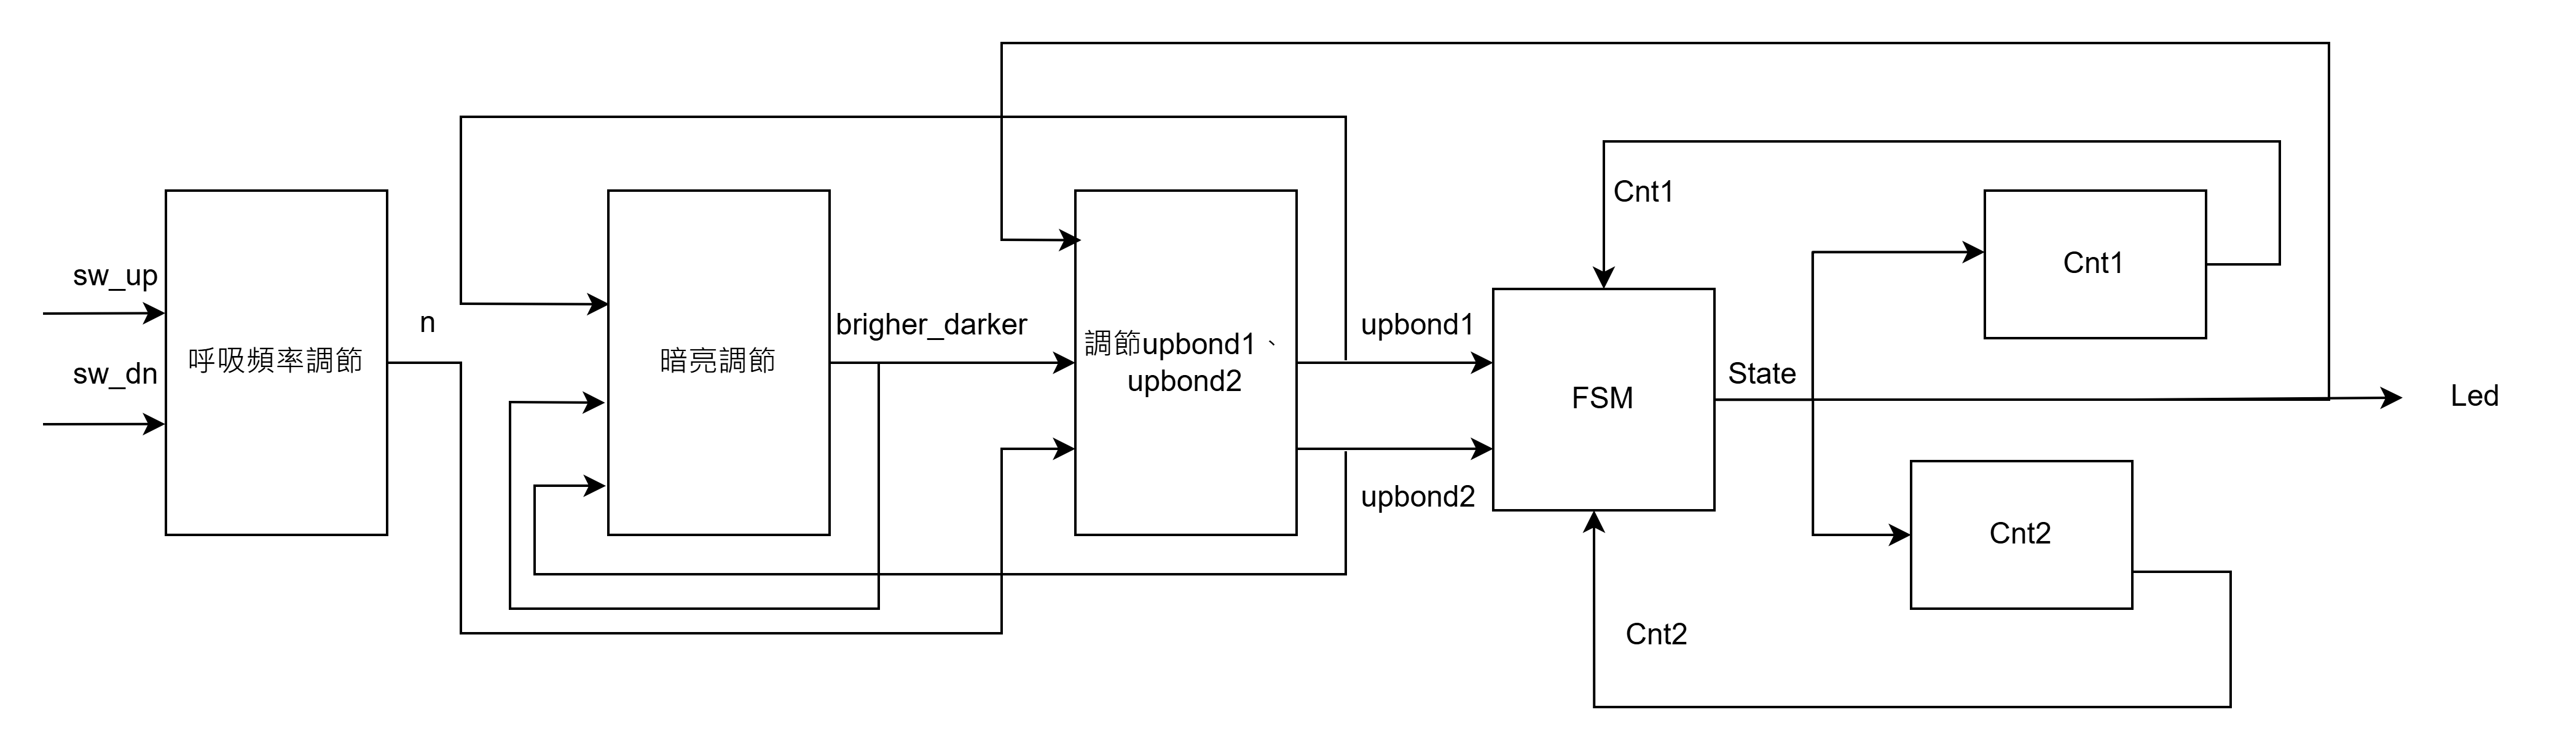 sw_up
sw_dn
呼吸頻率調節
n
暗亮調節
brigher_darker
調節upbond1、
upbond2
upbond1
upbond2
FSM
Cnt1
Cnt2
State
Cnt1
Cnt2
Led